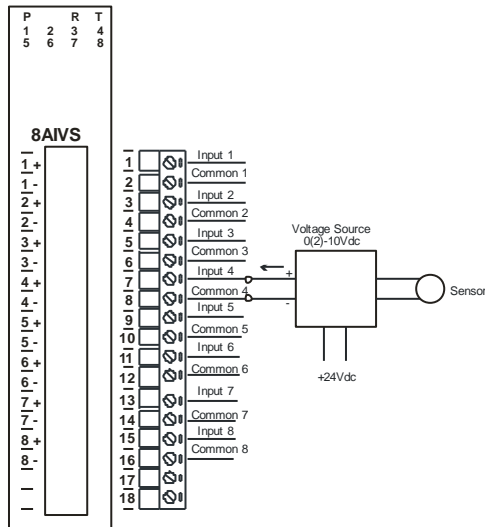 P R T
1 2 3 4
5 6 7 8
8AIVS
1 +
1 -
2 +
2 -
3 +
3 -
4 +
4 -
5 +
5 -
6 +
6 -
7 +
7 -
8 +
8 -
1 Input 1
2 Common 1
3 Input 2
4 Common 2
5 Input 3
6 Common 3
7 Input 4
8 Common 4
9 Input 5
10 Common 5
11 Input 6
12 Common 6
13 Input 7
14 Common 7
15 Input 8
16 Common 8
17
18
Voltage Source
0(2)-10Vdc
+
-
Sensor
+24Vdc